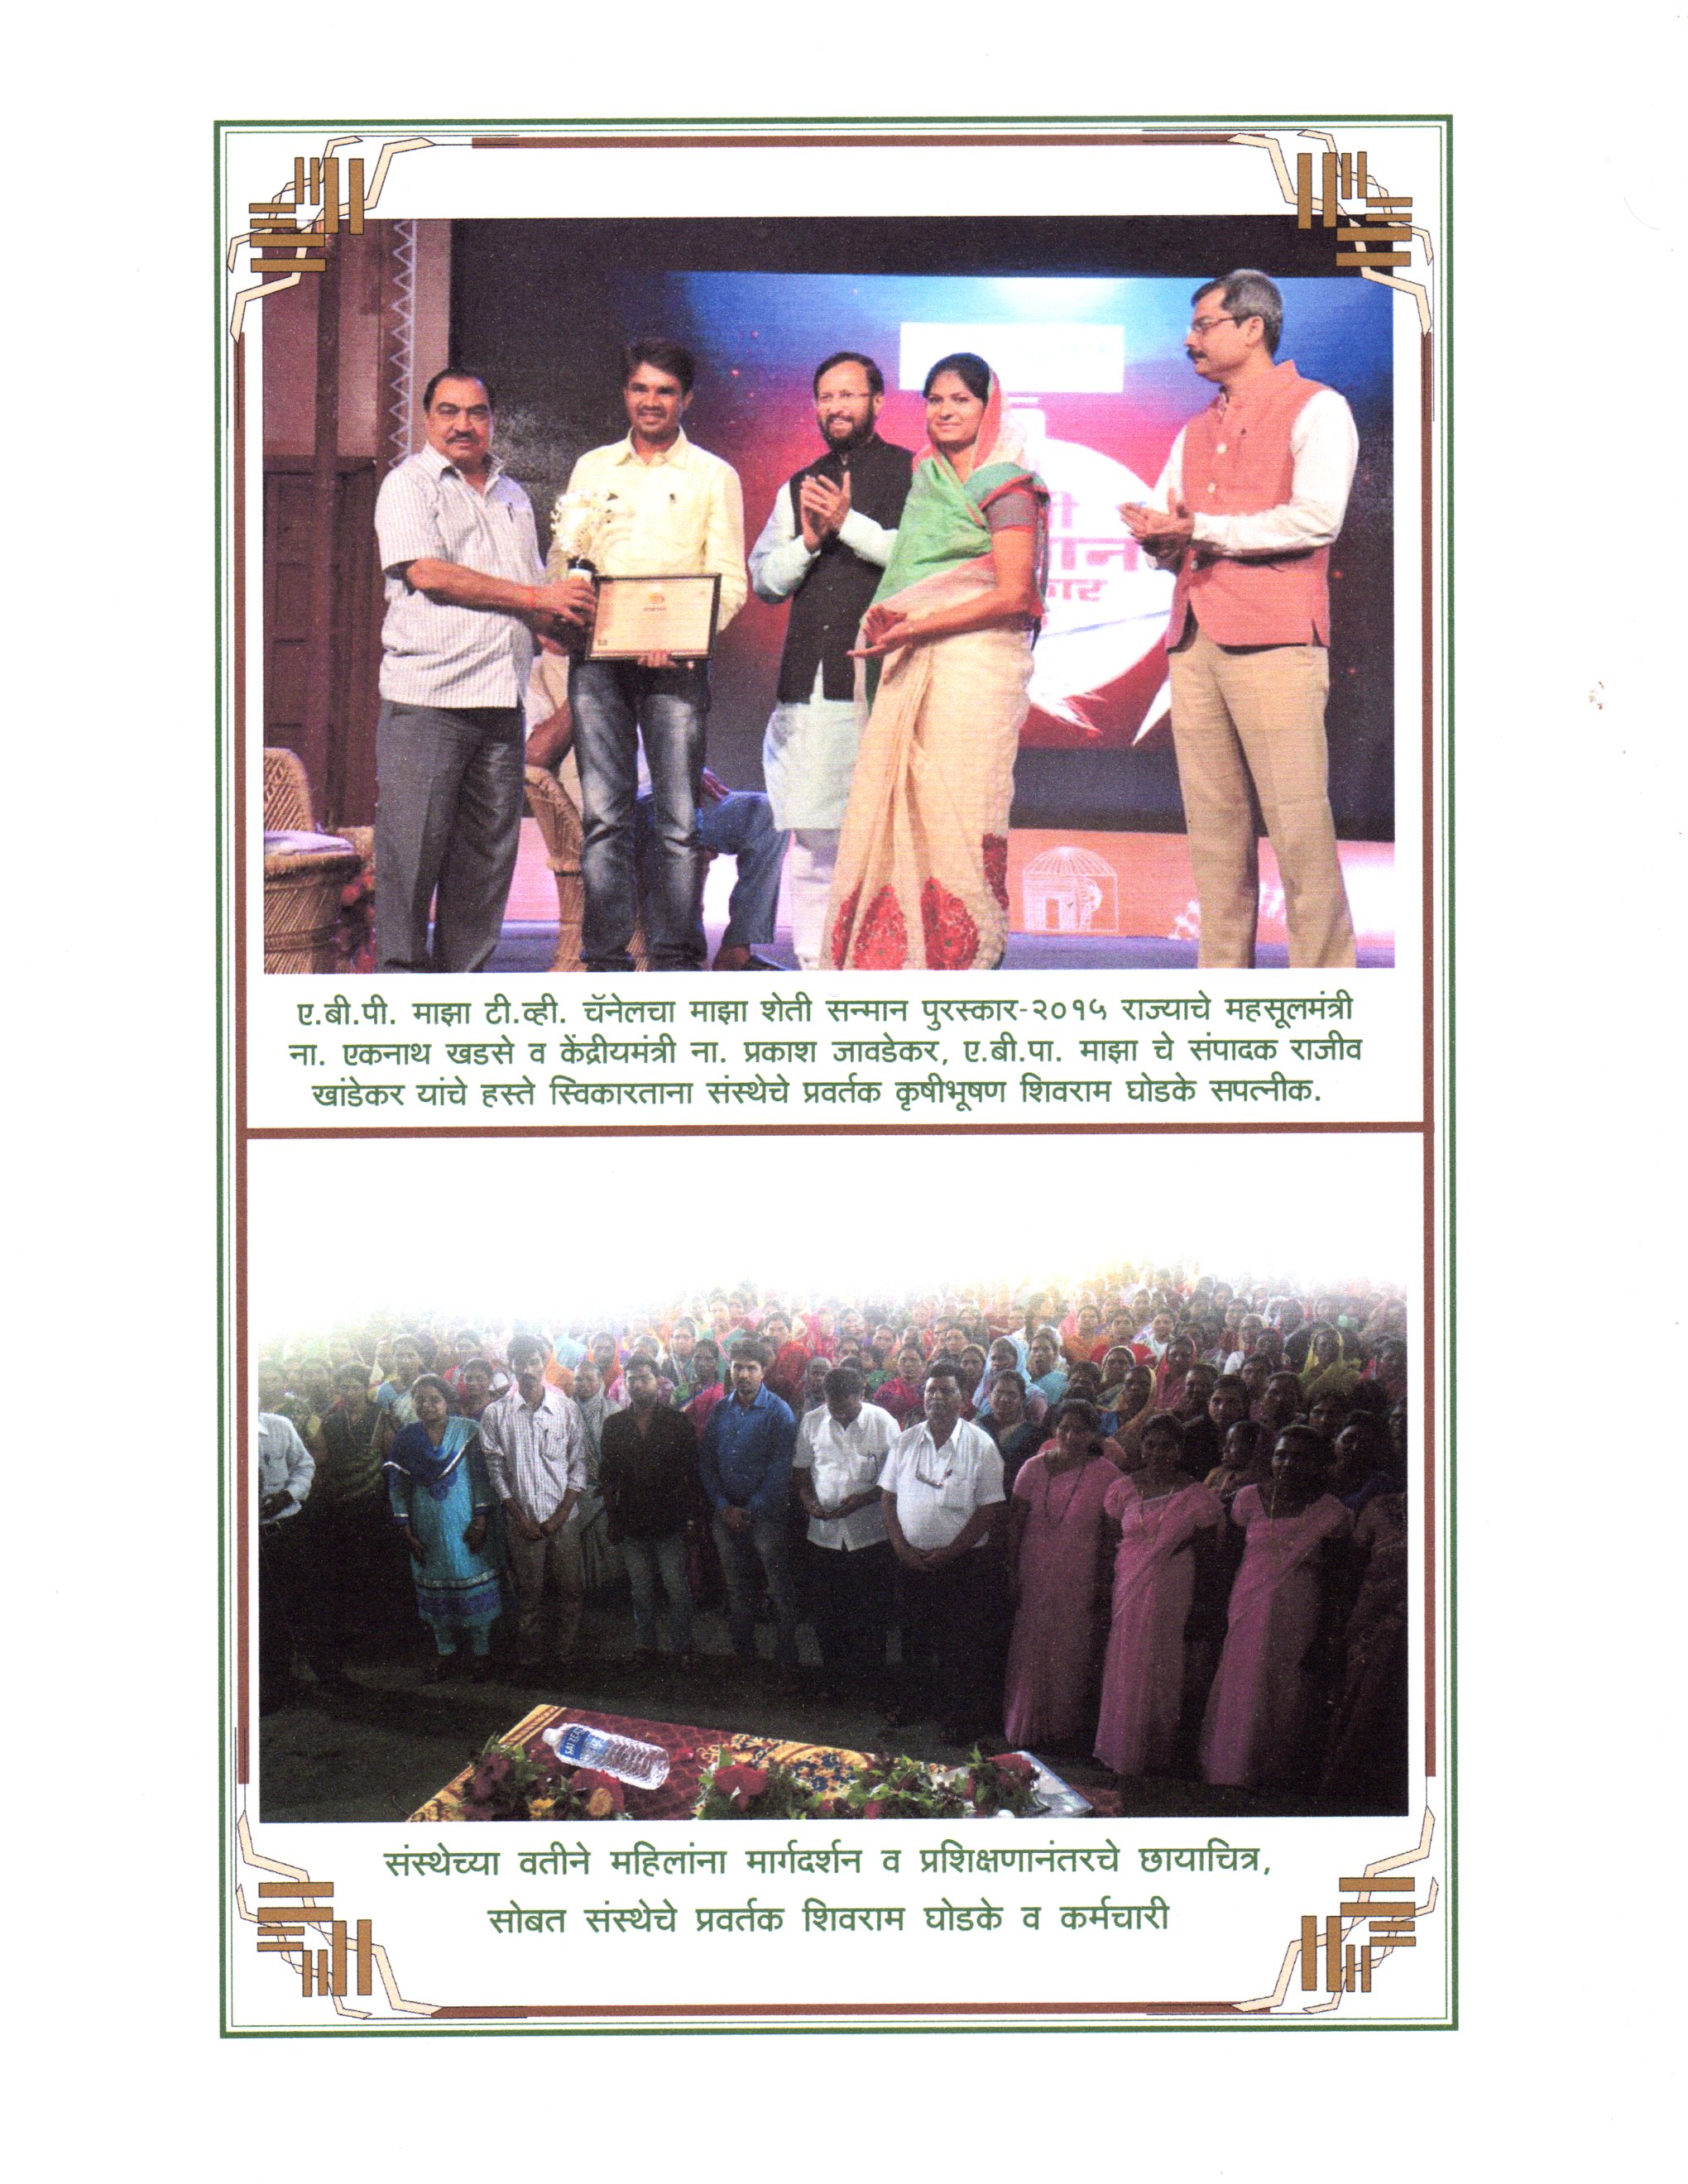 ए.बी.पी. माझा टी.व्ही. चॅनेलचा माझा शेती सन्मान पुरस्कार-२०१५ राज्याचे महसूलमंत्री
ना. एकनाथ खडसे व केंद्रीयमंत्री ना. प्रकाश जावडेकर, ए.बी.पा. माझा चे संपादक राजीव
खांडेकर यांचे हस्ते स्विकारताना संस्थेचे प्रवर्तक कृषीभूषण शिवराम घोडके सपत्नीक.
संस्थेच्या वतीने महिलांना मार्गदर्शन व प्रशिक्षणानंतरचे छायाचित्र,
सोबत संस्थेचे प्रवर्तक शिवराम घोडके व कर्मचारी